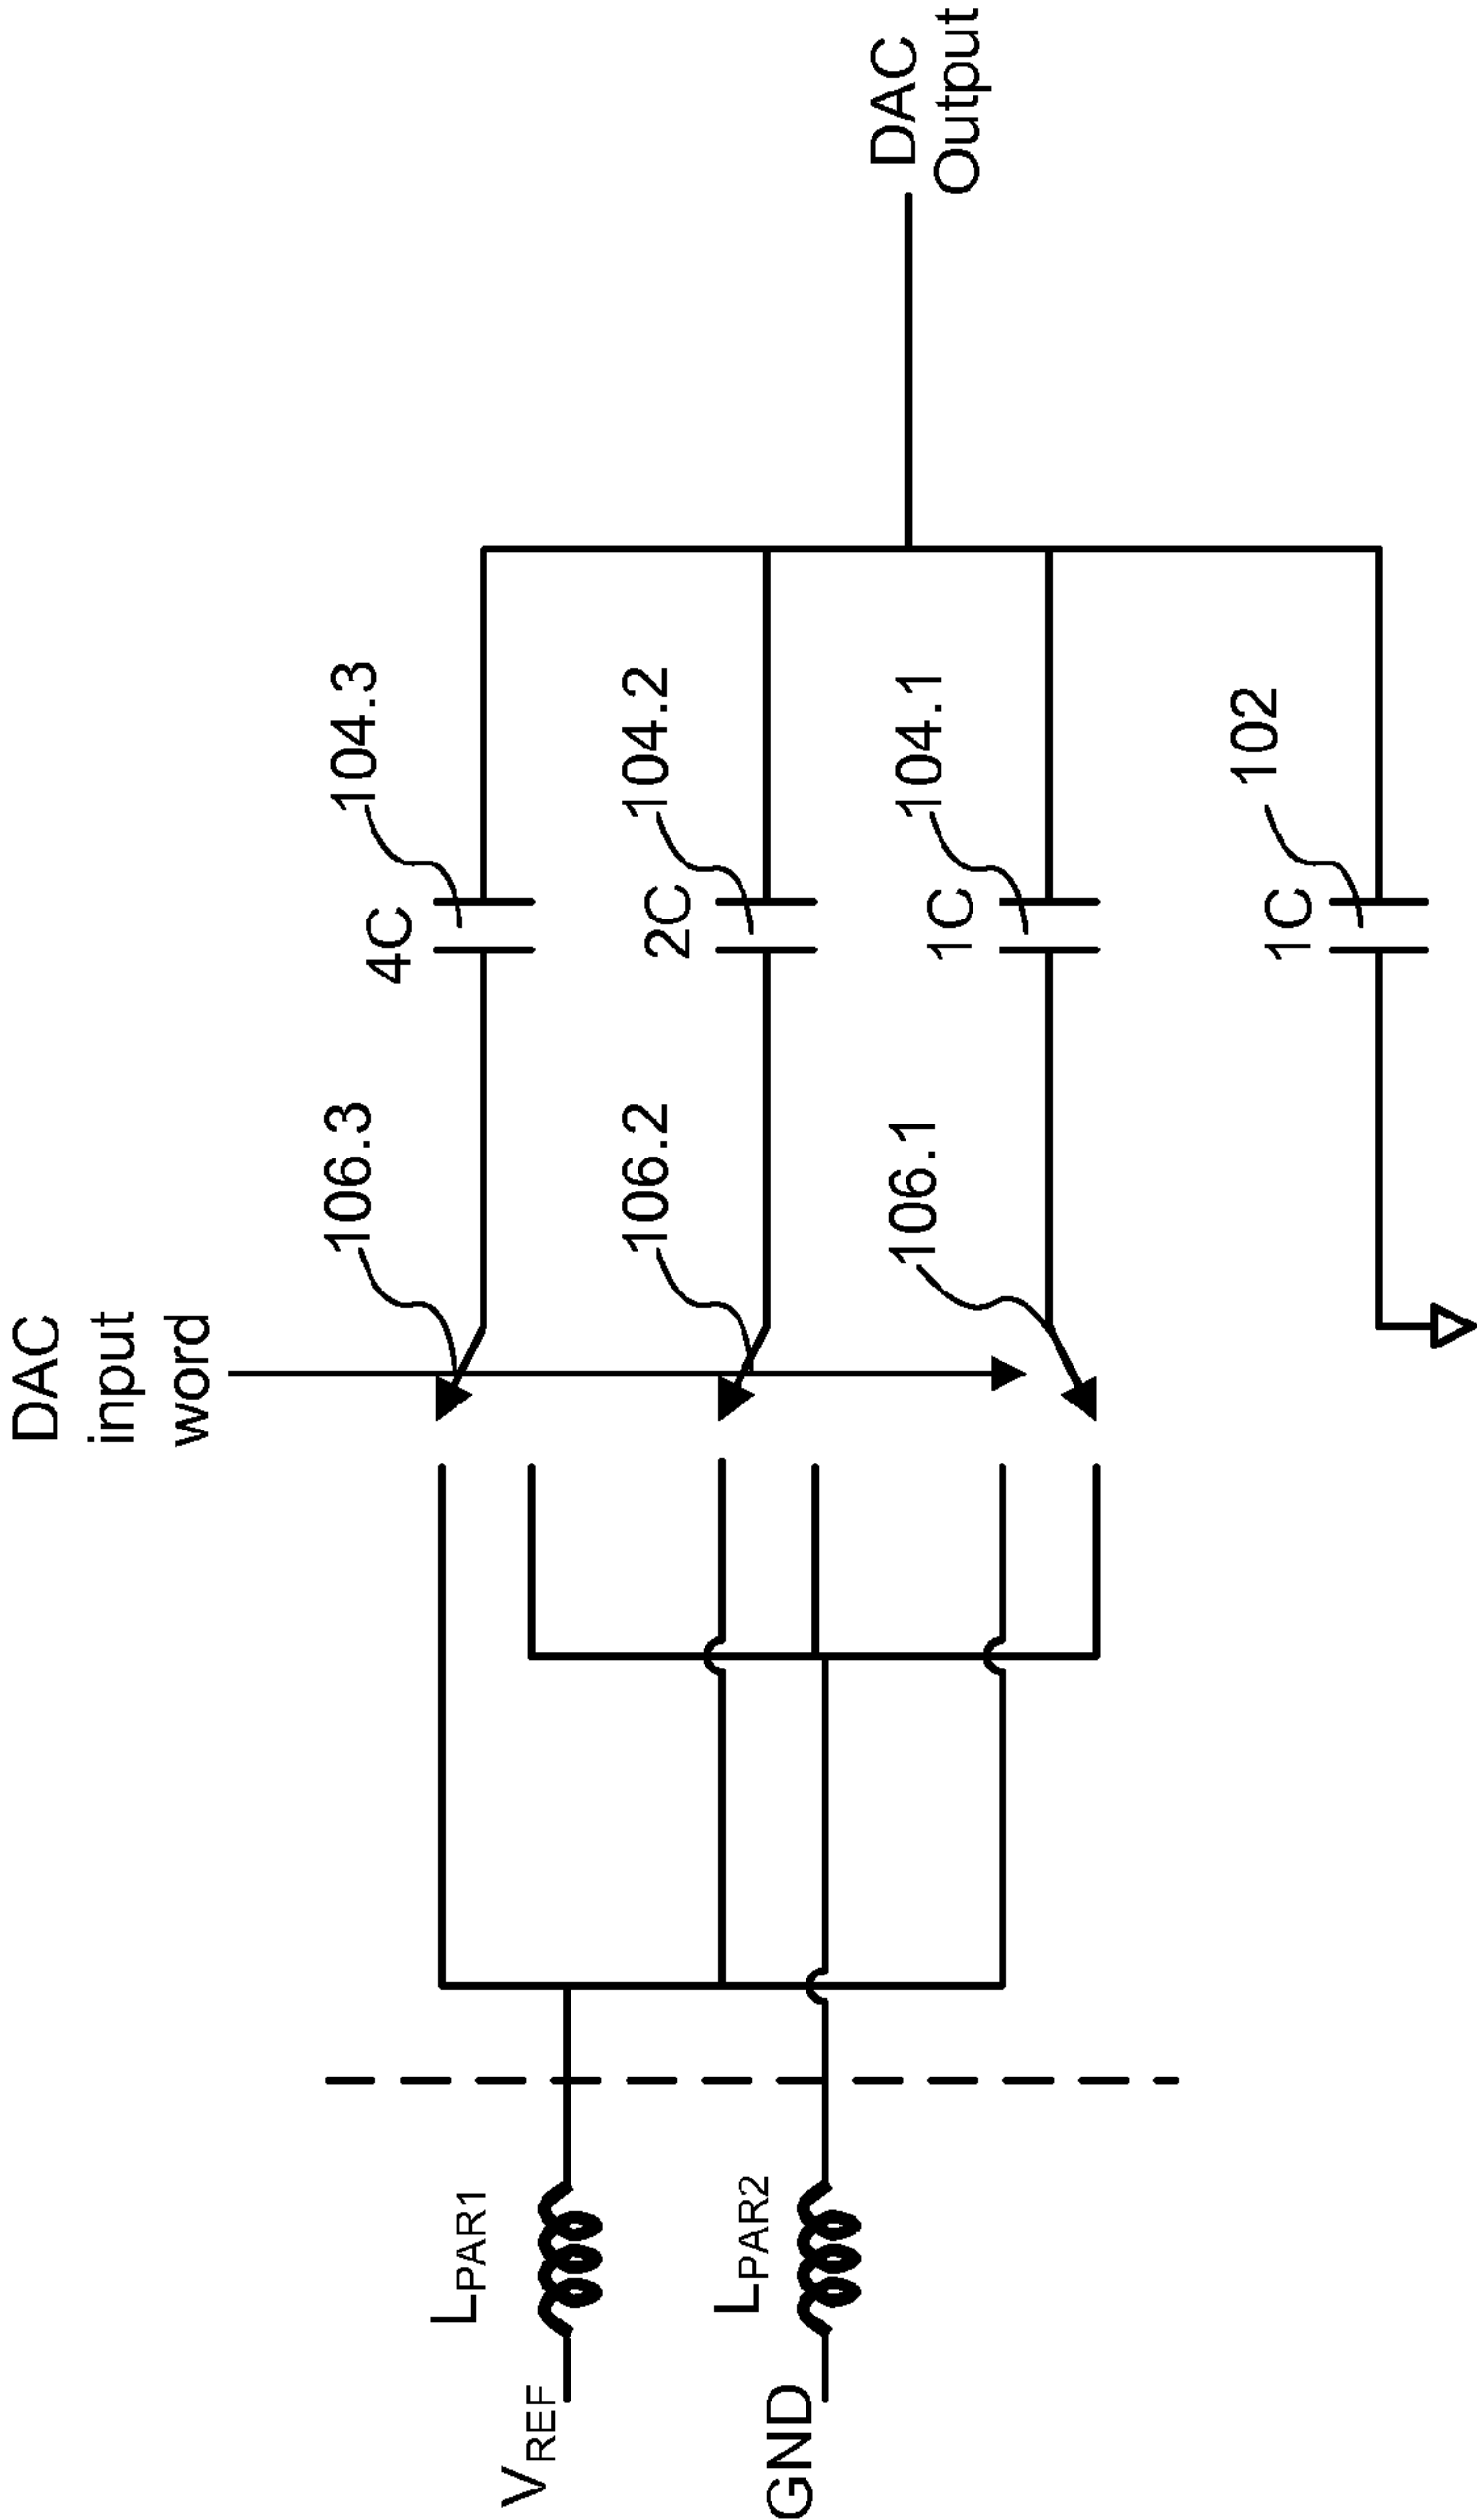 DAC
input
word
106.3
104.3
4C
106.2
104.2
2C
DAC
Output
LPAR1
VREF
106.1
104.1
1C
LPAR2
GND
102
1C